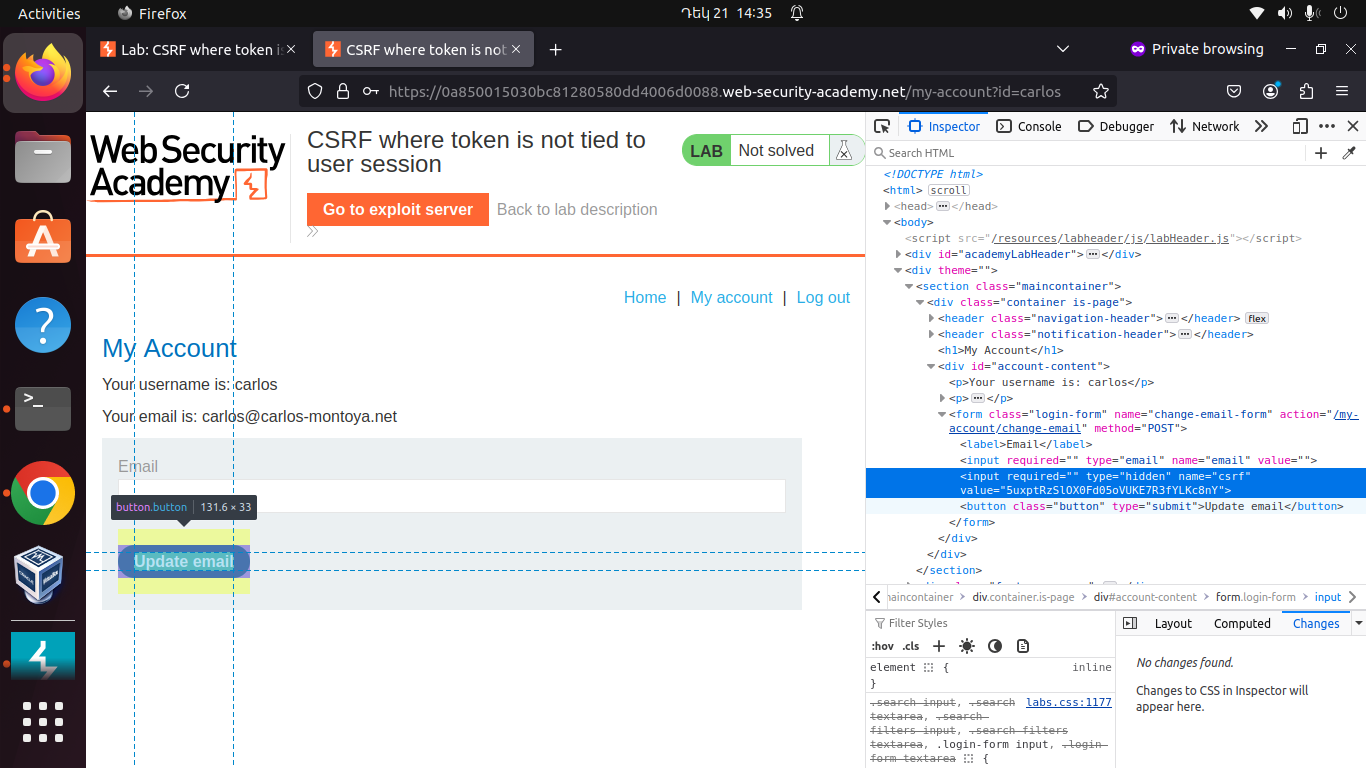 Activities
Firefox
Դեկ 21 14:35
Lab: CSRF where token i
CSRF where token is not
Private browsing
https://0a850015030bc81280580dd4006d0088.web-security-academy.net/my-account?id=carlos
Web Security
Academy
CSRF where token is not tied to
user session
LAB
Not solved
Go to exploit server
Back to lab description
Home | My account | Log out
My Account
Your username is: carlos
Your email is: carlos@carlos-montoya.net
Email
button.button 131.6 × 33
Update email
Inspector
Console
Debugger
Network
Search HTML
<!DOCTYPE html>
<html> scroll
<head>···</head>
<body>
<script src="/resources/labheader/js/labHeader.js"></script>
<div id="academyLabHeader">···</div>
<div theme="">
<section class="maincontainer">
<div class="container is-page">
<header class="navigation-header">···</header> flex
<header class="notification-header">···</header>
<h1>My Account</h1>
<div id="account-content">
<p>Your username is: carlos</p>
<p>···</p>
<form class="login-form" name="change-email-form" action="/my-
account/change-email" method="POST">
<label>Email</label>
<input required="" type="email" name="email" value="">
<input required="" type="hidden" name="csrf"
value="5uxptRzSlOX0Fd05oVUKE7R3fYLKc8nY">
<button class="button" type="submit">Update email</button>
</form>
</div>
</div>
</section>
maincontainer > div.container.is-page > div#account-content > form.login-form > input
Filter Styles
:hov .cls
element { inline
}
.search input, .search labs.css:1177
textarea, .search-
filters input, .search-filters
textarea, .login-form input, .login-
form textarea {
Layout
Computed
Changes
No changes found.
Changes to CSS in Inspector will
appear here.